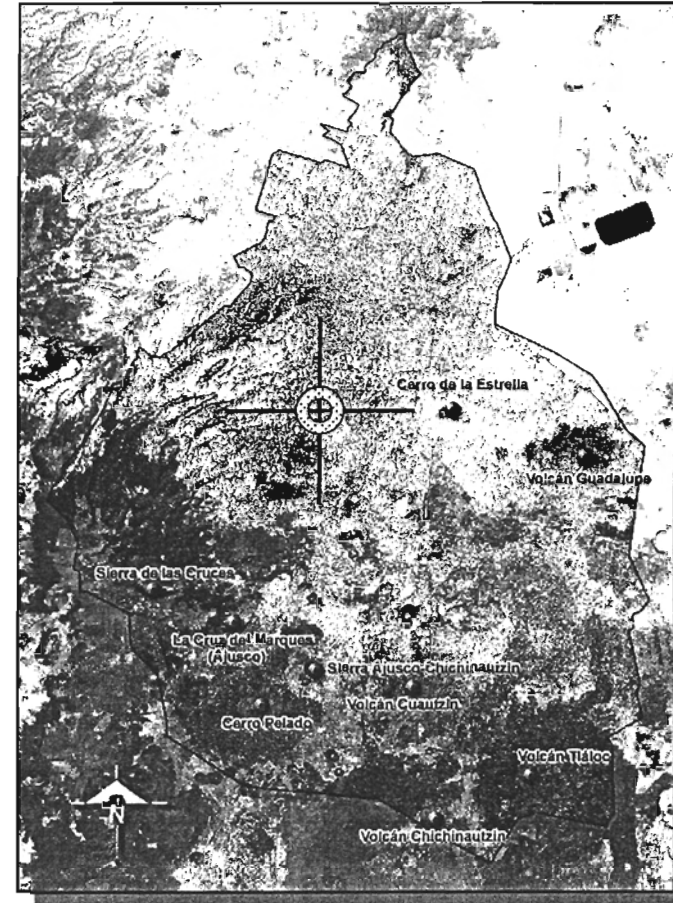 Cerro de la Estrella
Volcán Guadalupe
Sierra de las Cruces
La Cruz del Marques
(Ajusco)
Sierra Ajusco-Chichinautzin
Volcán Cuautzin
Cerro Pelado
Volcán Tláloc
N
Volcán Chichinautzin